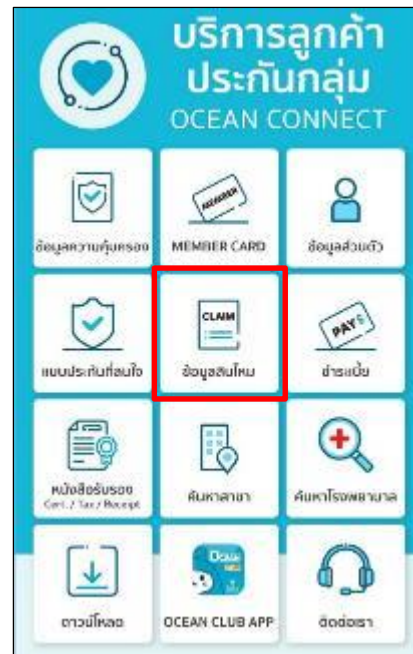 บริการลูกค้า
ประกันกลุ่ม
OCEAN CONNECT
ข้อมูลความคุ้มครอง
MEMBER
MEMBER CARD
ข้อมูลส่วนตัว
แบบประกันที่สนใจ
CLAIM
ข้อมูลสินไหม
PAY $
ชำระเบี้ย
หนังสือรับรอง
Cert. / Tax / Receipt
ค้นหาสาขา
ค้นหาโรงพยาบาล
ดาวน์โหลด
Ocean
OCEAN CLUB APP
ติดต่อเรา